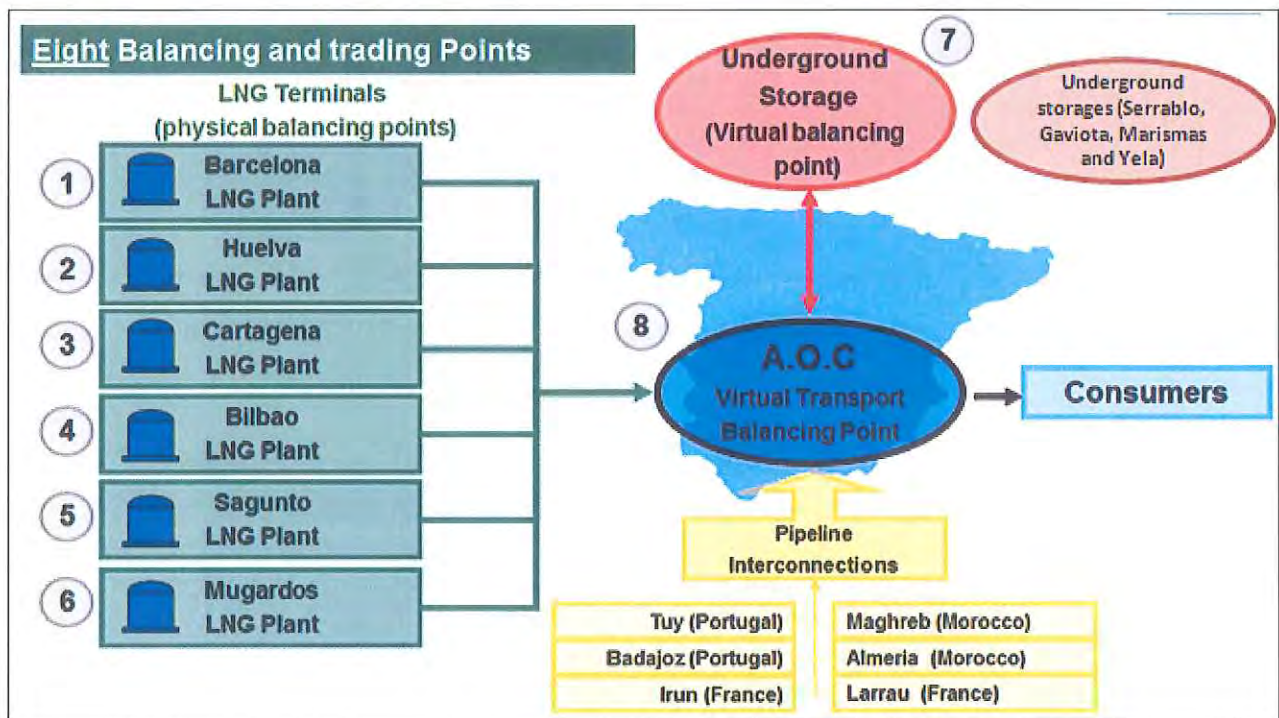 Eight Balancing and trading Points
LNG Terminals
(physical balancing points)
1
Barcelona
LNG Plant
2
Huelva
LNG Plant
3
Cartagena
LNG Plant
4
Bilbao
LNG Plant
5
Sagunto
LNG Plant
6
Mugardos
LNG Plant
7
Underground
Storage
(Virtual balancing
point)
Underground
storages (Serrablo,
Gaviota, Marismas
and Yela)
8
A.O.C
Virtual Transport
Balancing Point
Consumers
Pipeline
Interconnections
Tuy (Portugal)
Badajoz (Portugal)
Irun (France)
Maghreb (Morocco)
Almeria (Morocco)
Larrau (France)